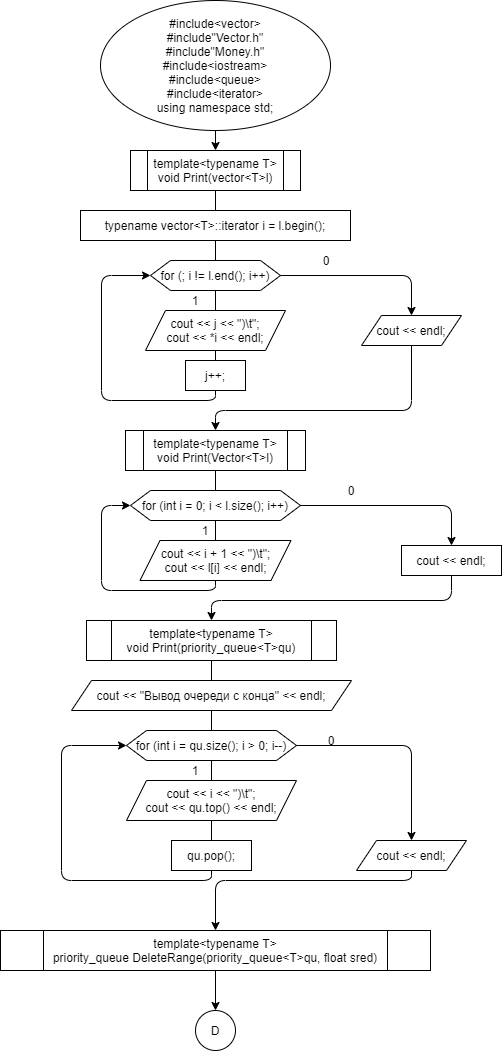 #include<vector>
#include"Vector.h"
#include"Money.h"
#include<iostream>
#include<queue>
#include<iterator>
using namespace std;
template<typename T>
void Print(vector<T>l)
typename vector<T>::iterator i = l.begin();
for (; i != l.end(); i++)
0
1
cout << j << ")\t";
cout << *i << endl;
cout << endl;
j++;
template<typename T>
void Print(Vector<T>l)
for (int i = 0; i < l.size(); i++)
0
1
cout << i + 1 << ")\t";
cout << l[i] << endl;
cout << endl;
template<typename T>
void Print(priority_queue<T>qu)
cout << "Вывод очереди с конца" << endl;
for (int i = qu.size(); i > 0; i--)
0
1
cout << i << ")\t";
cout << qu.top() << endl;
qu.pop();
cout << endl;
template<typename T>
priority_queue DeleteRange(priority_queue<T>qu, float sred)
D